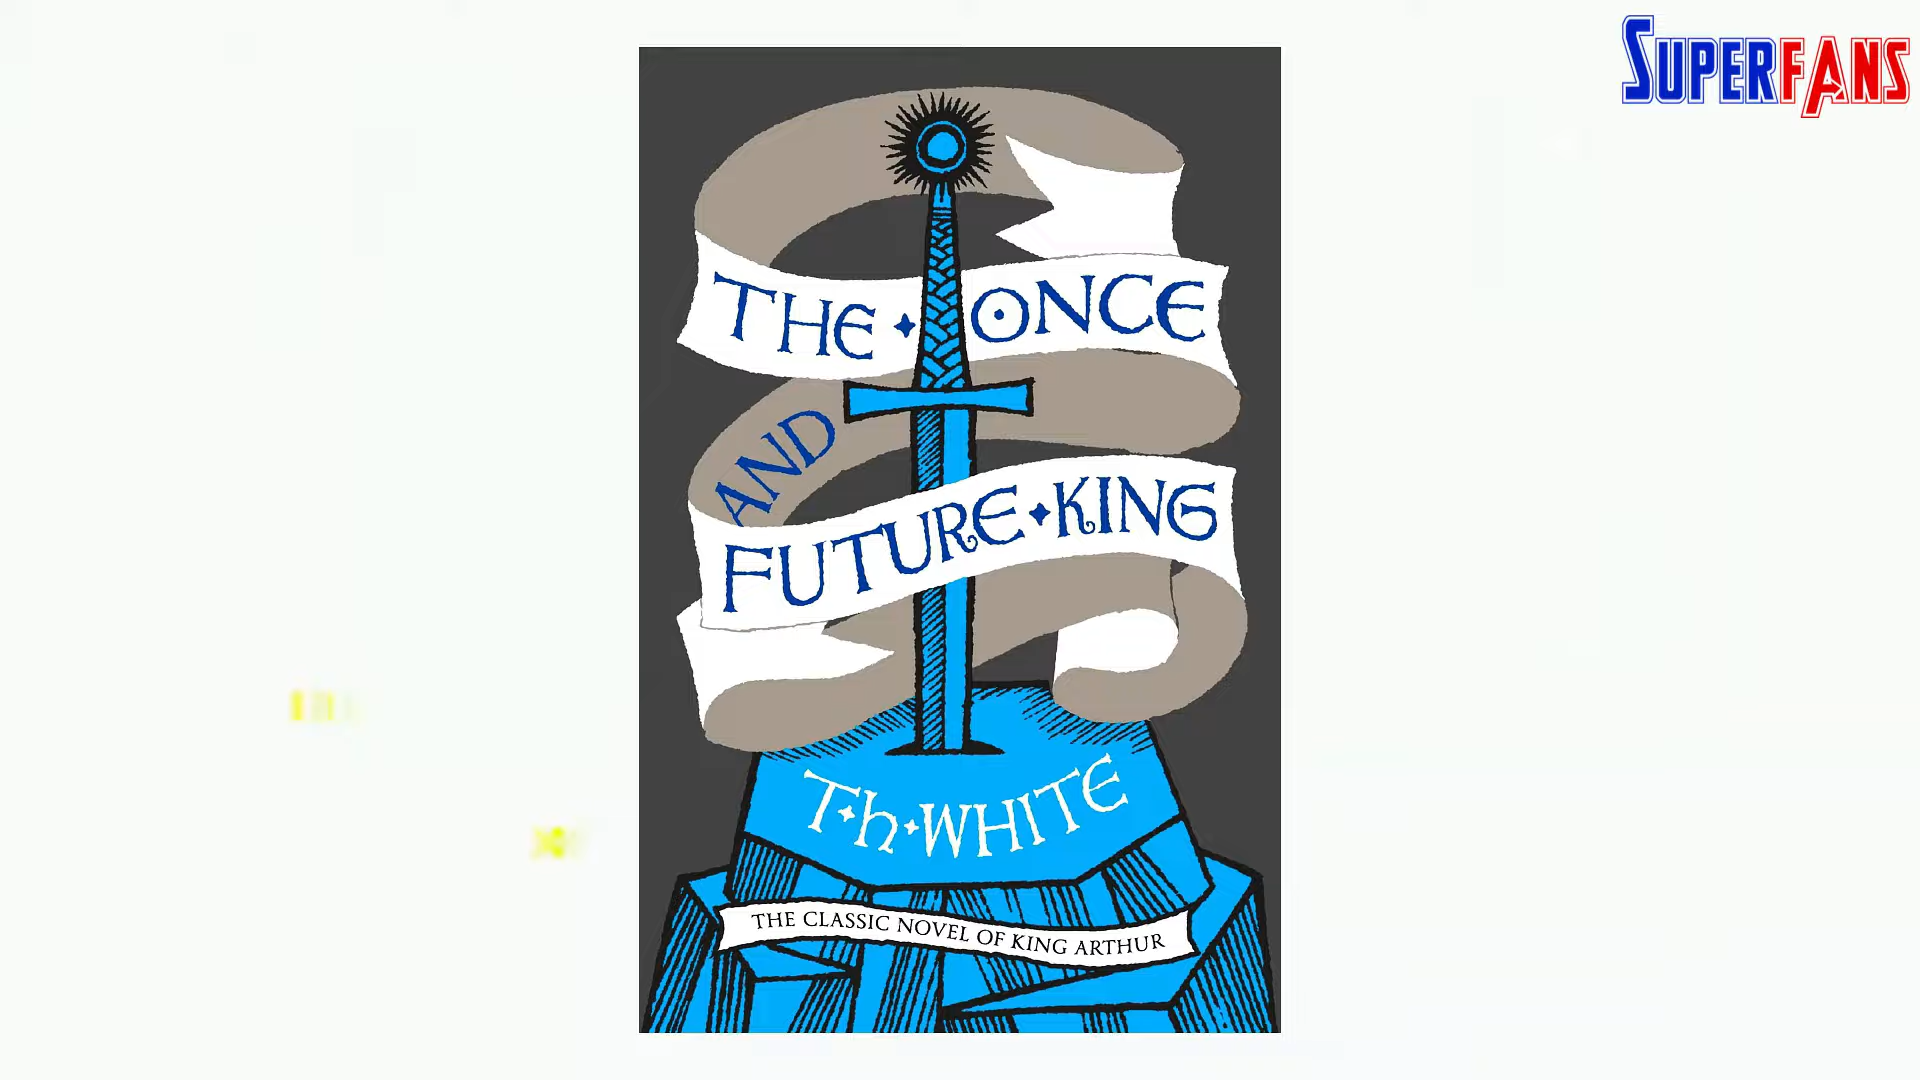 SUPERFANS
THE ONCE
AND
FUTURE KING
T.h.WHITE
THE CLASSIC NOVEL OF KING ARTHUR